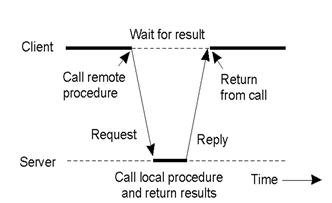 Wait for result
Client
Call remote
procedure
Return
from call
Request
Reply
Server
Call local procedure
and return results
Time